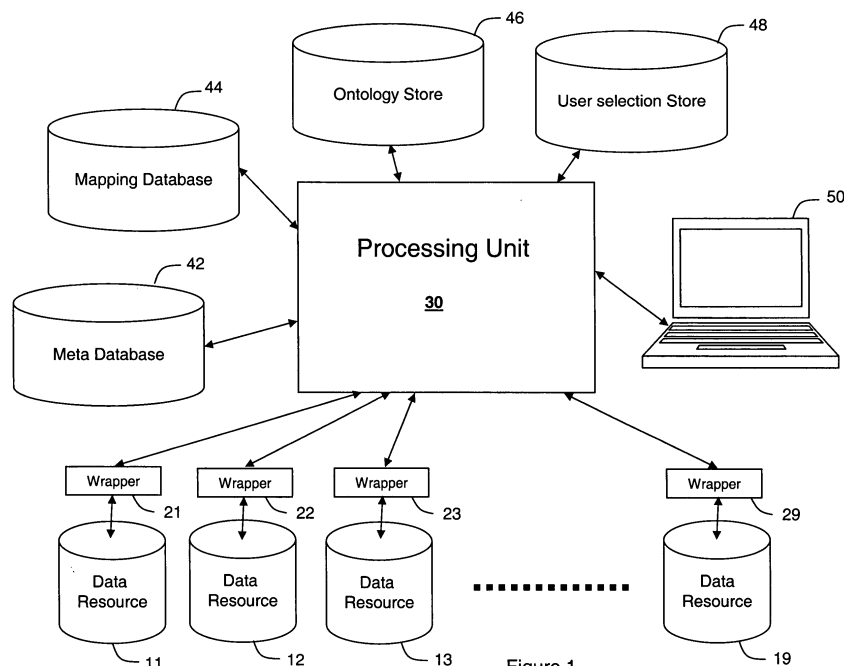 46
48
Ontology Store
User selection Store
44
Mapping Database
50
Processing Unit
30
42
Meta Database
Wrapper
Wrapper
Wrapper
Wrapper
21
22
23
29
Data
Resource
Data
Resource
Data
Resource
Data
Resource
11
12
13
19
Figure 1